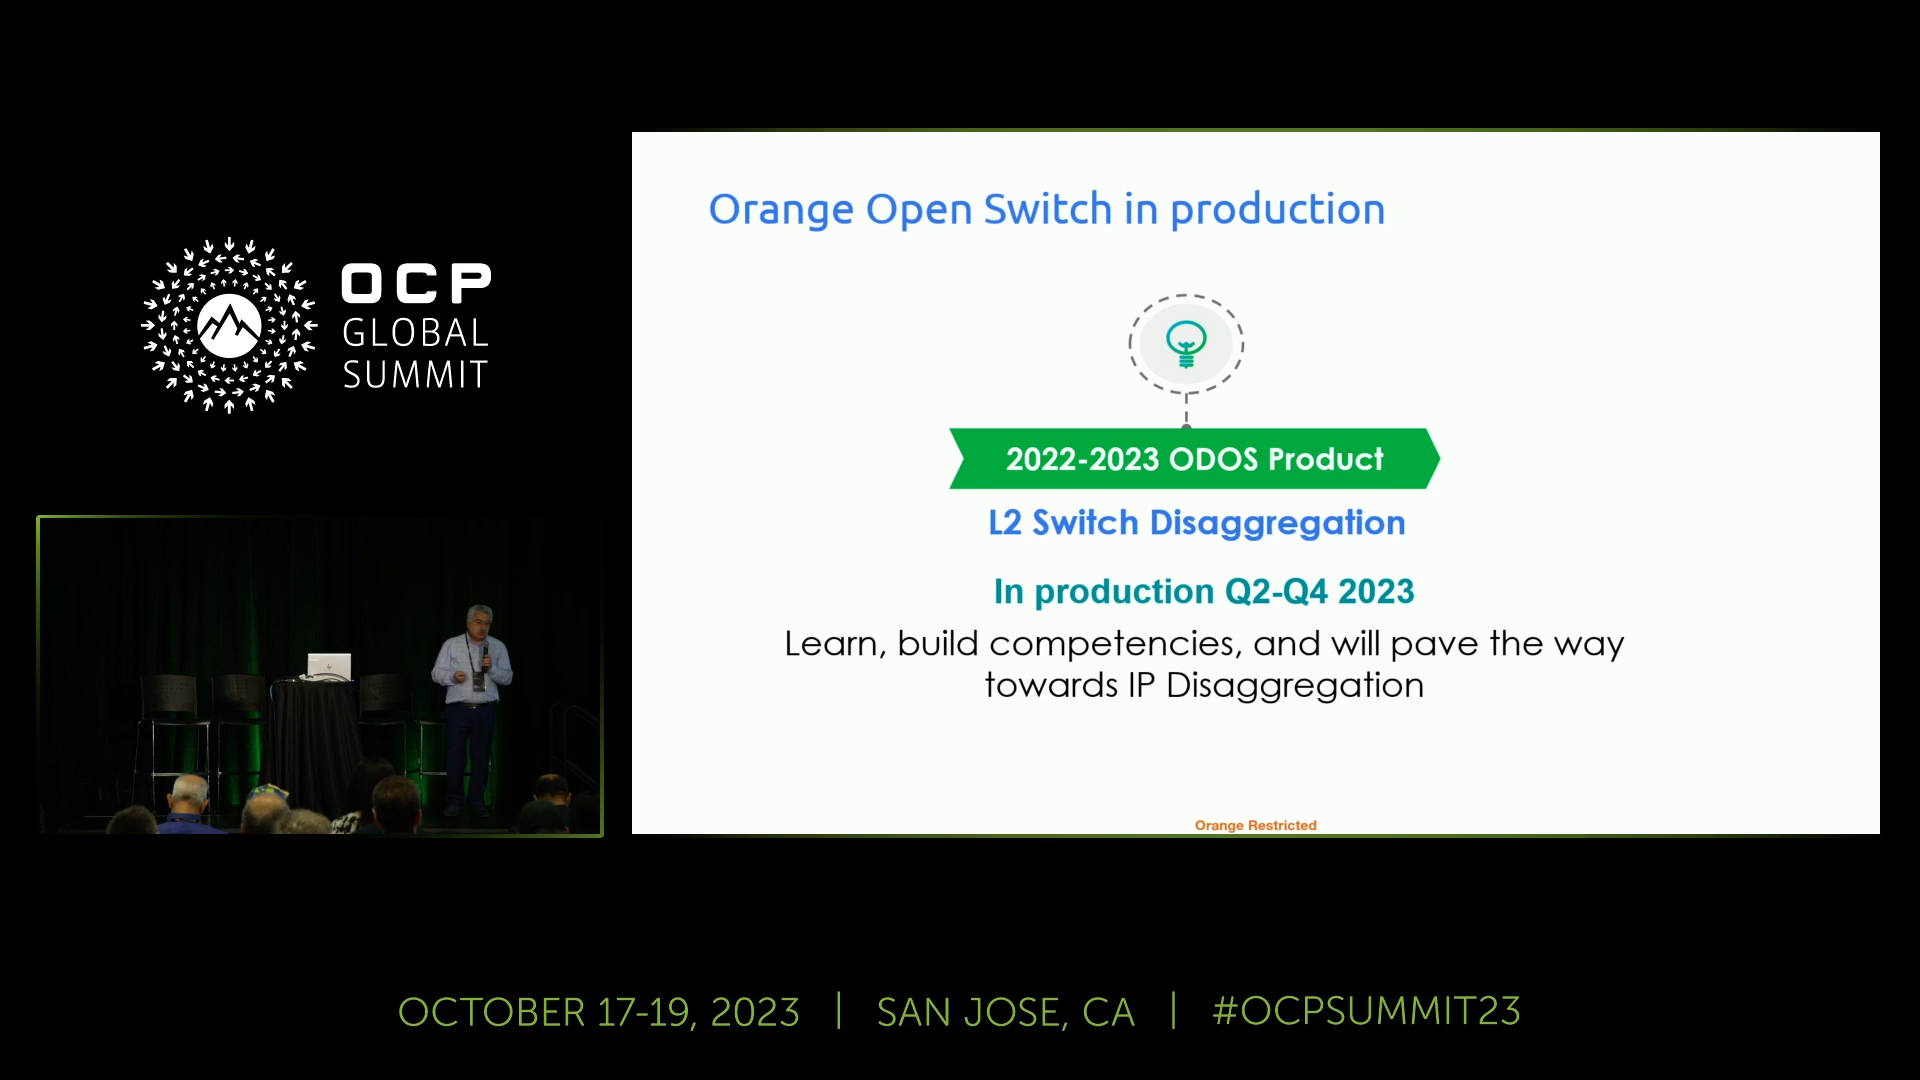 OCP
GLOBAL
SUMMIT
Orange Open Switch in production
2022-2023 ODOS Product
L2 Switch Disaggregation
In production Q2-Q4 2023
Learn, build competencies, and will pave the way
towards IP Disaggregation
Orange Restricted
OCTOBER 17-19, 2023 | SAN JOSE, CA | #OCPSUMMIT23